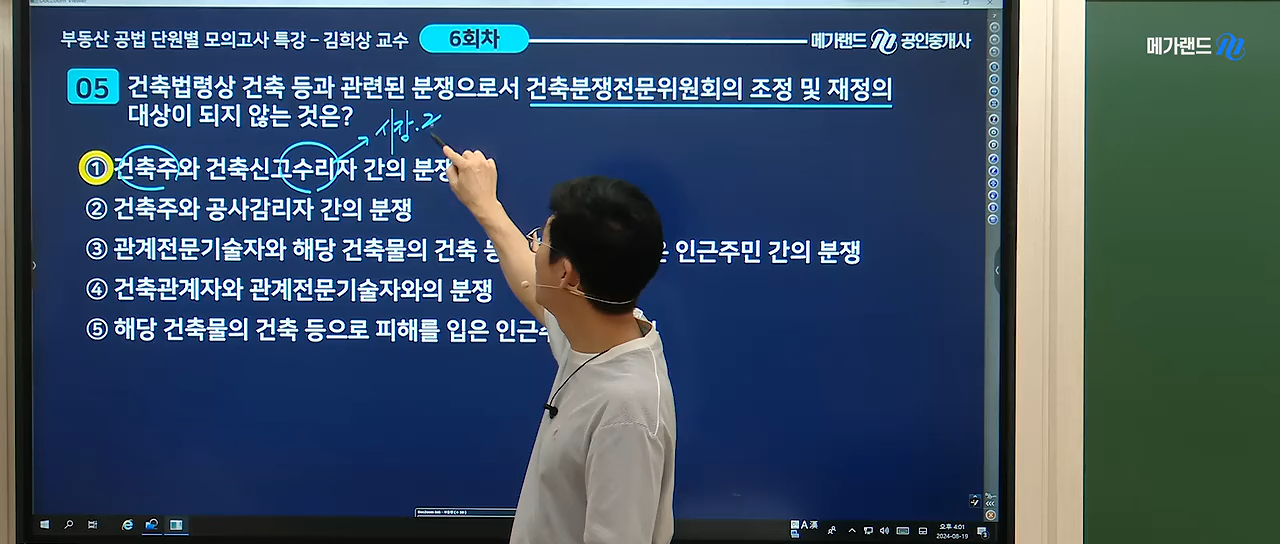 부동산 공법 단원별 모의고사 특강 - 김희상 교수 6회차 메가랜드 공인중개사
메가랜드
05 건축법령상 건축 등과 관련된 분쟁으로서 건축분쟁전문위원회의 조정 및 재정의
대상이 되지 않는 것은?
시장.
① 건축주와 건축신고수리자 간의 분쟁
② 건축주와 공사감리자 간의 분쟁
③ 관계전문기술자와 해당 건축물의 건축 등 인근주민 간의 분쟁
④ 건축관계자와 관계전문기술자와의 분쟁
⑤ 해당 건축물의 건축 등으로 피해를 입은
오후 4:01
2024-08-19